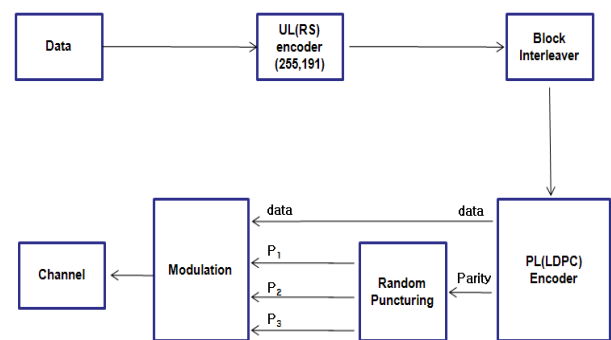 Data
UL(RS)
encoder
(255,191)
Block
Interleaver
data
data
P1
P2
P3
Parity
Channel
Modulation
Random
Puncturing
PL(LDPC)
Encoder